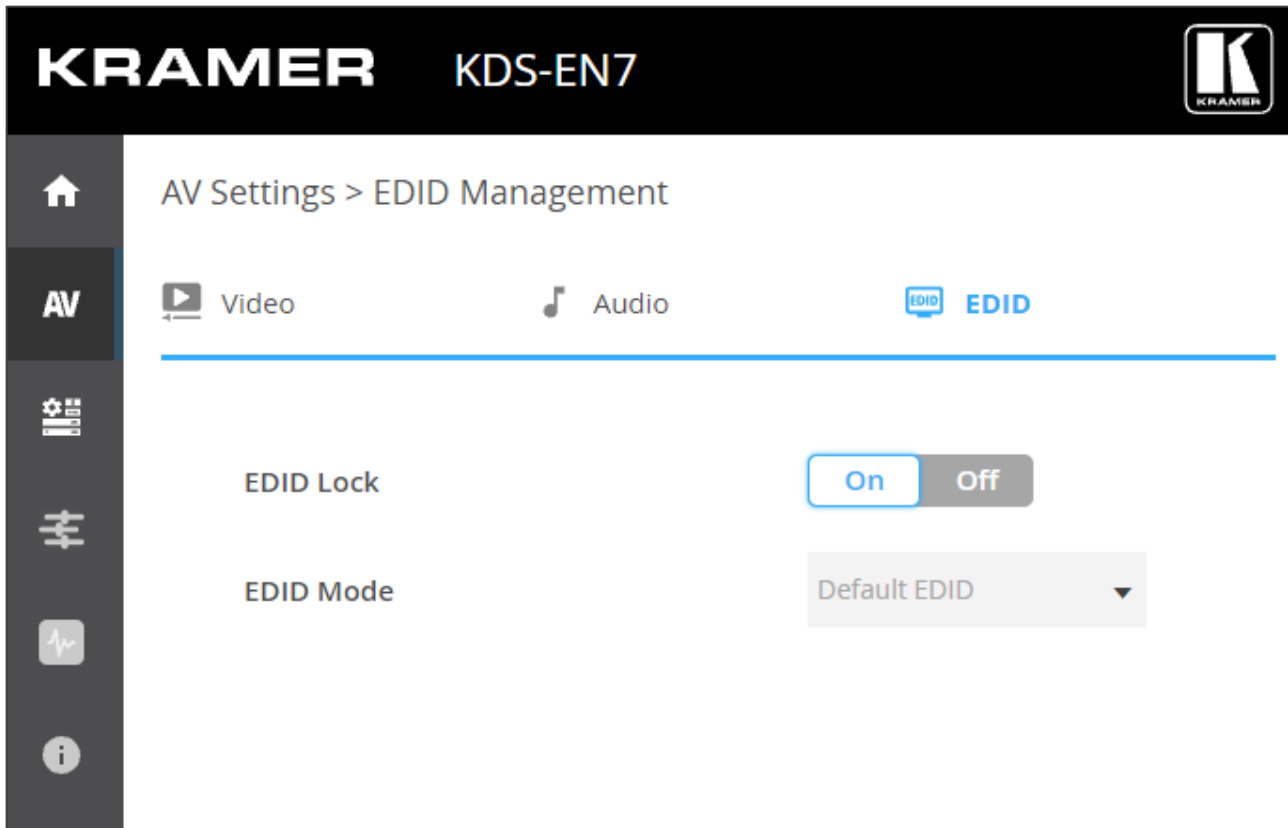 KRAMER KDS-EN7
KRAMER
AV Settings > EDID Management
AV
Video Audio EDID EDID
EDID Lock On Off
EDID Mode Default EDID